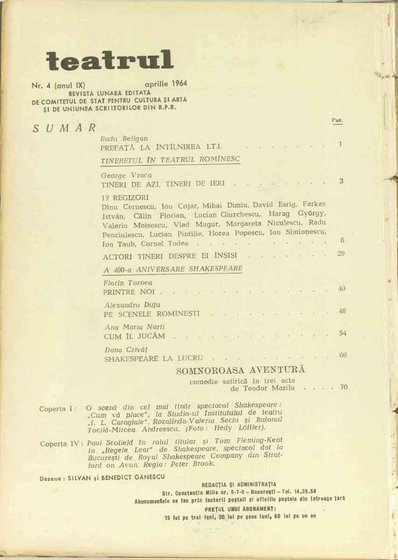 teatrul
Nr. 4 (anul IX) aprilie 1964
REVISTA LUNARĂ EDITATĂ
DE COMITETUL DE STAT PENTRU CULTURĂ ȘI ARTĂ
ȘI DE UNIUNEA SCRIITORILOR DIN R.P.R.
SUMAR
Pag.
Radu Beligan
PREFAȚĂ LA ÎNTÎLNIREA I.T.I. . . . . . 1
TINERETUL ÎN TEATRUL ROMÎNESC
George Vraca
TINERI DE AZI, TINERI DE IERI . . . . . 3
17 REGIZORI
Dinu Cernescu, Ion Cojar, Mihai Dimiu, David Esrig, Farkas
István, Călin Florian, Lucian Giurchescu, Harag György,
Valeriu Moisescu, Vlad Mugur, Margareta Niculescu, Radu
Penciulescu, Lucian Pintilie, Horea Popescu, Ion Simionescu,
Ion Taub, Cornel Todea . . . . . 6
ACTORI TINERI DESPRE EI ÎNȘIȘI . . . . 29
A 400-a ANIVERSARE SHAKESPEARE
Florin Tornea
PRINTRE NOI . . . . . 40
Alexandru Duțu
PE SCENELE ROMÎNEȘTI . . . . . 48
Ana Maria Narti
CUM ÎL JUCĂM . . . . . 54
Dana Crivăț
SHAKESPEARE LA LUCRU . . . . . 66
SOMNOROASA AVENTURĂ
comedie satirică în trei acte
de Teodor Mazilu . . . 76
Coperta I : O scenă din cel mai tînăr spectacol Shakespeare :
„Cum vă place", la Studioul Institutului de teatru
„I. L. Caragiale", Rozalinda-Valeria Seciu și Bufonul
Tocilă-Mircea Andreescu. (Foto : Hedy Löffler).
Coperta IV : Paul Scofield în rolul titular și Tom Fleming-Kent
în „Regele Lear" de Shakespeare, spectacol dat la
București de Royal Shakespeare Company din Strat-
ford on Avon. Regia : Peter Brook.
Desene : SILVAN și BENEDICT GĂNESCU
REDACȚIA ȘI ADMINISTRAȚIA
Str. Constantin Mille nr. 5-7-9 - București - Tel. 14.35.58
Abonamentele se fac prin factorii poștali și oficiile poștale din întreaga țară
PREȚUL UNUI ABONAMENT:
15 lei pe trei luni, 30 lei pe șase luni, 60 lei pe un an